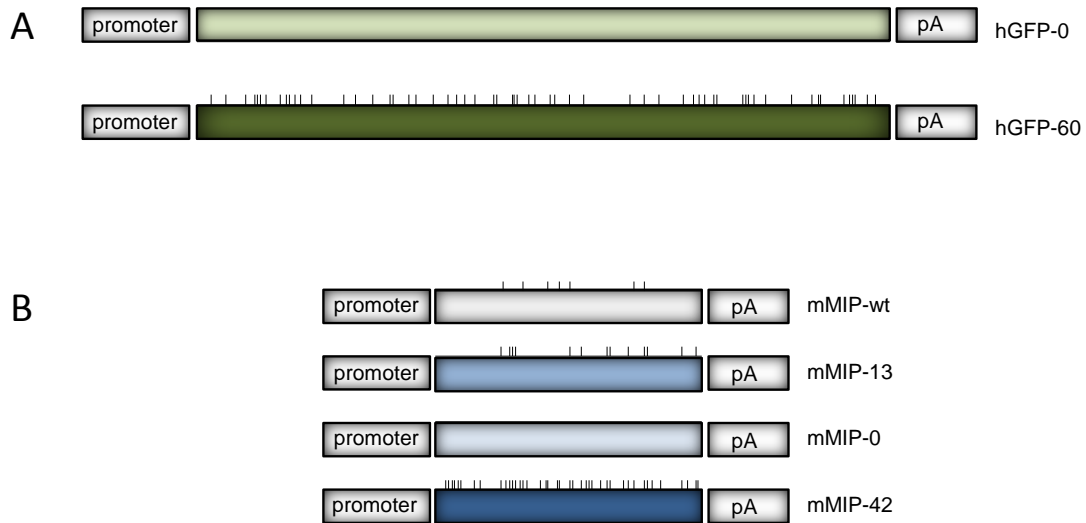 A
promoter pA hGFP-0
promoter pA hGFP-60
B
promoter pA mMIP-wt
promoter pA mMIP-13
promoter pA mMIP-0
promoter pA mMIP-42